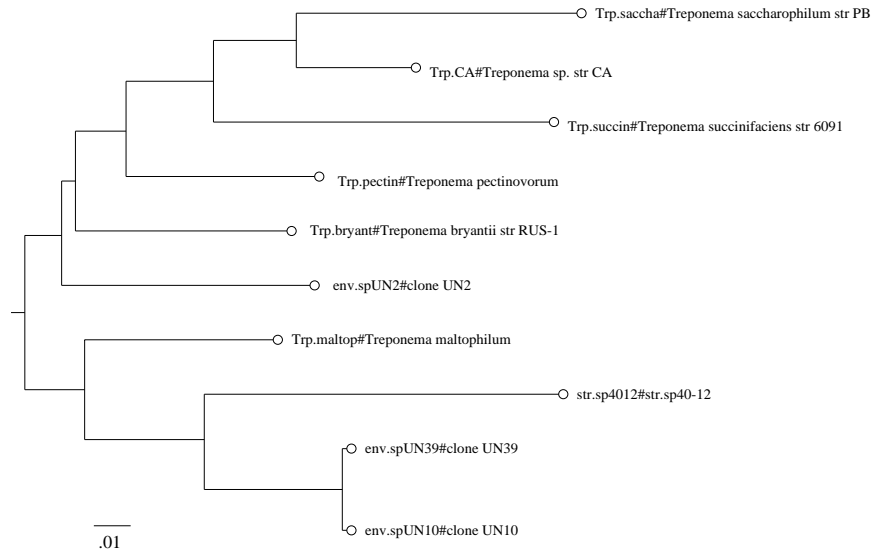 Trp.saccha#Treponema saccharophilum str PB
Trp.CA#Treponema sp. str CA
Trp.succin#Treponema succinifaciens str 6091
Trp.pectin#Treponema pectinovorum
Trp.bryant#Treponema bryantii str RUS-1
env.spUN2#clone UN2
Trp.maltop#Treponema maltophilum
str.sp4012#str.sp40-12
env.spUN39#clone UN39
env.spUN10#clone UN10
.01